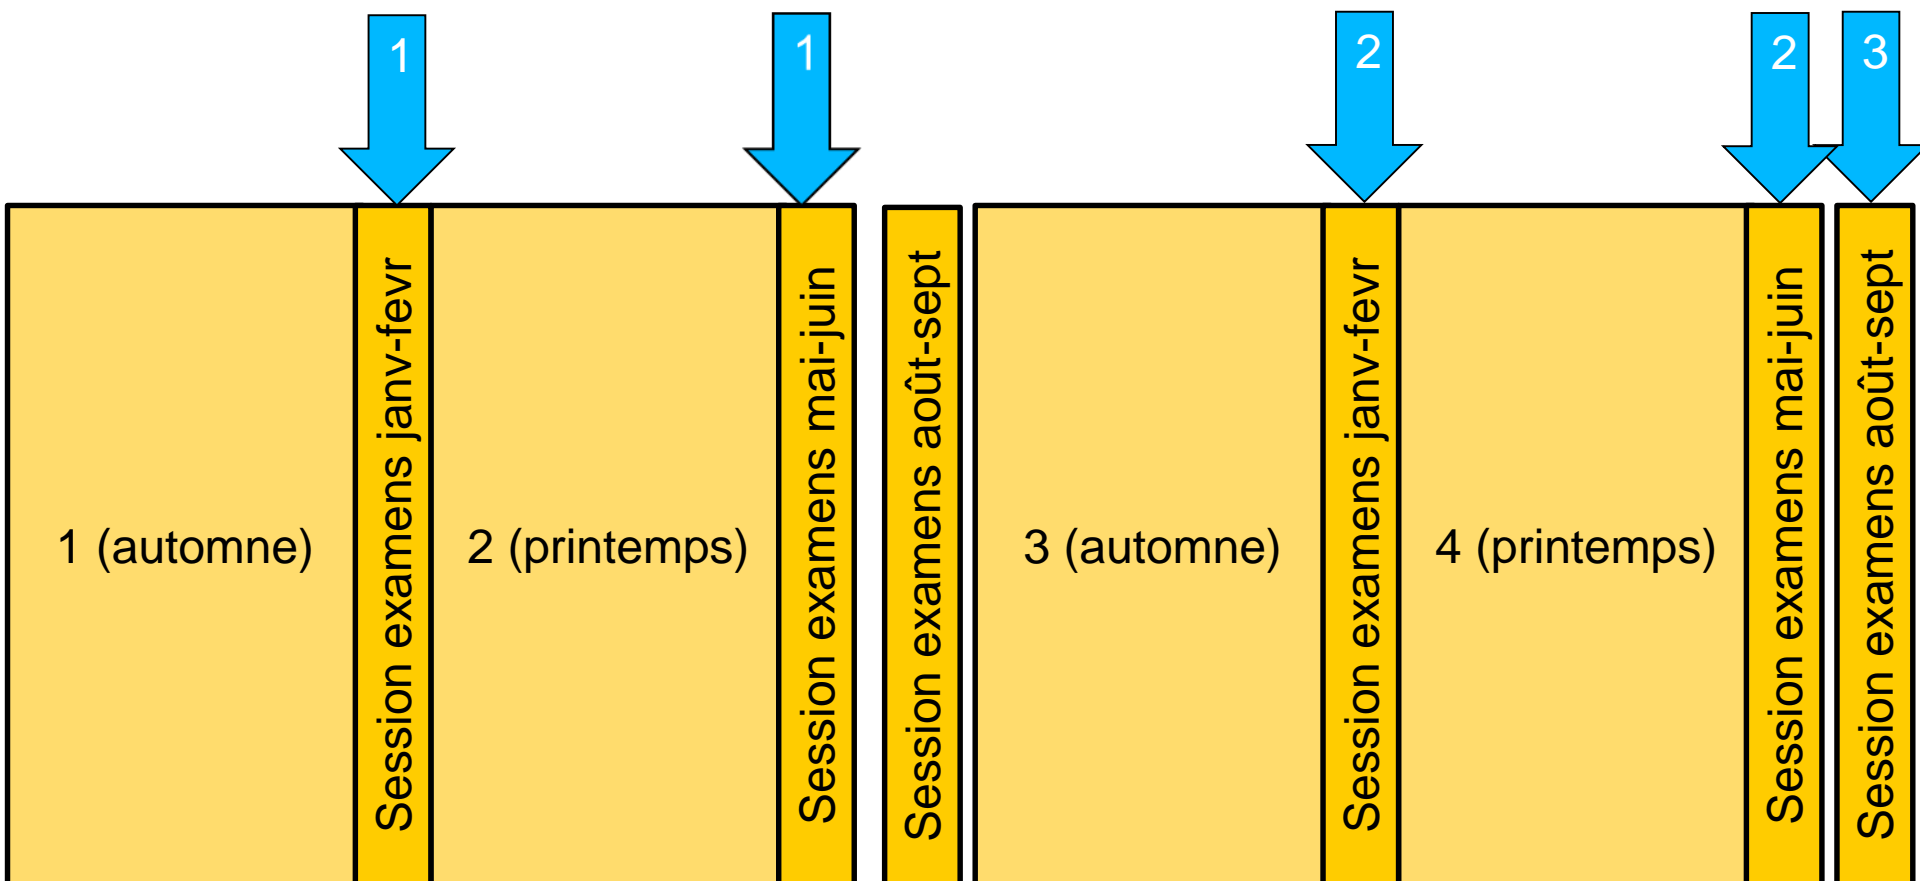 1
1
2
2
3
1 (automne)
Session examens janv-fevr
2 (printemps)
Session examens mai-juin
Session examens août-sept
3 (automne)
Session examens janv-fevr
4 (printemps)
Session examens mai-juin
Session examens août-sept